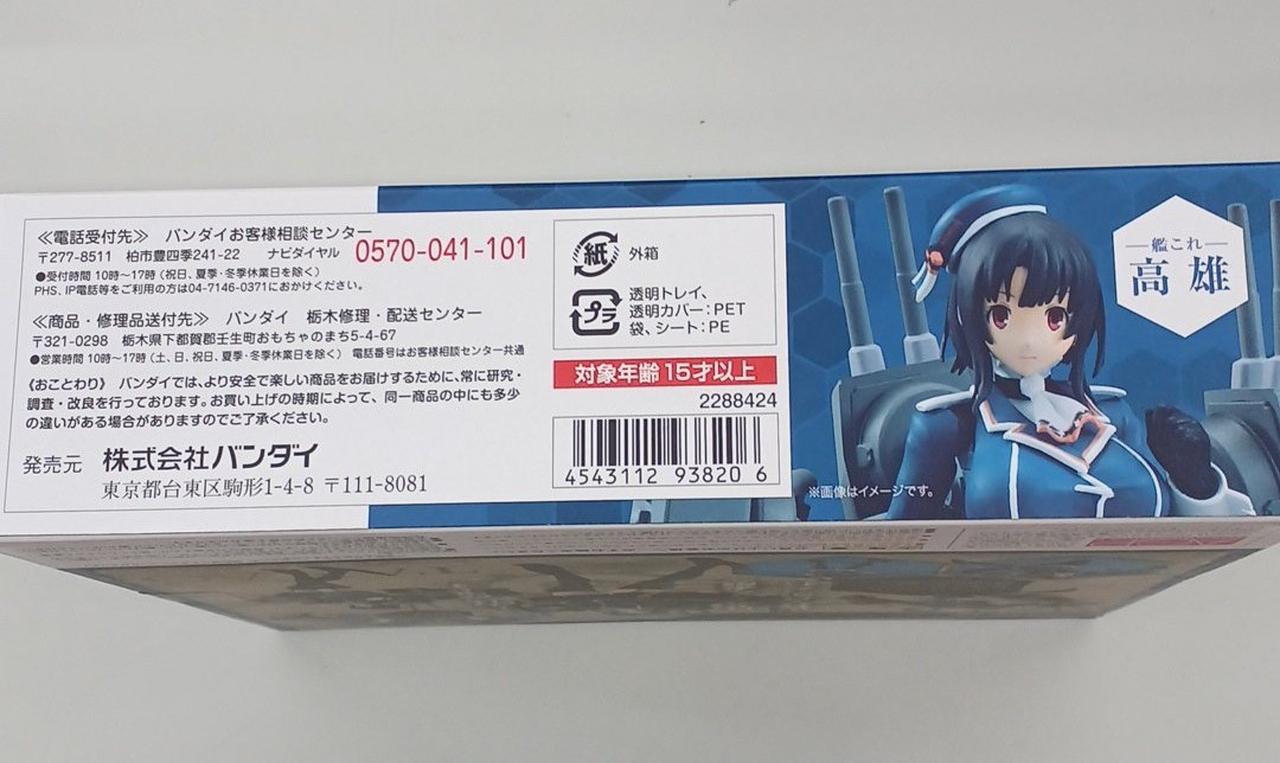 ≪電話受付先≫ バンダイお客様相談センター
〒277-8511 柏市豊四季241-22 ナビダイヤル 0570-041-101
●受付時間 10時～17時(祝日、夏季・冬季休業日を除く)
PHS、IP電話等をご利用の方は04-7146-0371におかけください。
≪商品・修理品送付先≫ バンダイ 栃木修理・配送センター
〒321-0298 栃木県下都賀郡壬生町おもちゃのまち5-4-67
●営業時間 10時～17時(土、日、祝日、夏季・冬季休業日を除く) 電話番号はお客様相談センター共通
《おことわり》 バンダイでは、より安全で楽しい商品をお届けするために、常に研究・
調査・改良を行っております。お買い上げの時期によって、同一商品の中にも多少
の違いがある場合がありますのでご了承ください。
発売元 株式会社バンダイ
東京都台東区駒形1-4-8 〒111-8081
紙 外箱
プラ 透明トレイ、
透明カバー:PET
袋、シート:PE
対象年齢15才以上
2288424
4543112 93820 6
※画像はイメージです。
艦これ
高雄